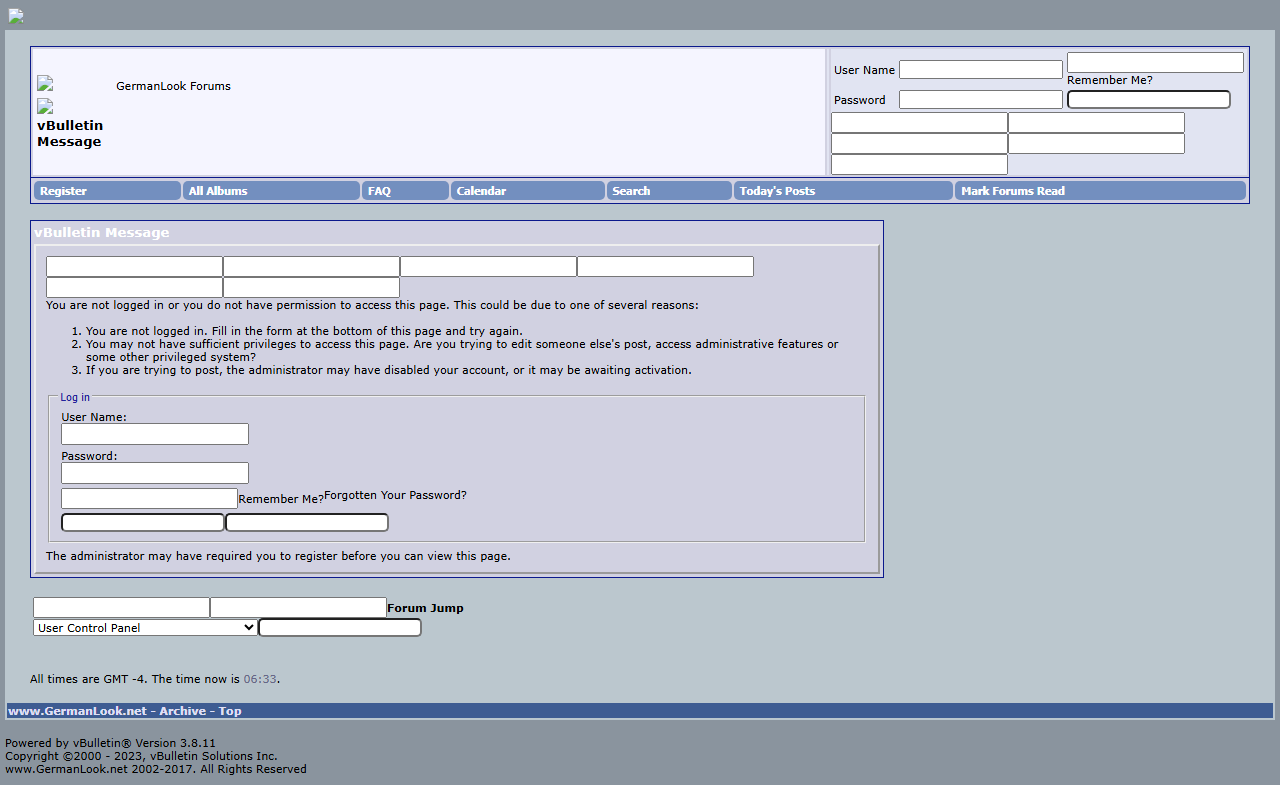 GermanLook Forums
vBulletin
Message
User Name
Remember Me?
Password
Register
All Albums
FAQ
Calendar
Search
Today's Posts
Mark Forums Read
vBulletin Message
You are not logged in or you do not have permission to access this page. This could be due to one of several reasons:
1. You are not logged in. Fill in the form at the bottom of this page and try again.
2. You may not have sufficient privileges to access this page. Are you trying to edit someone else's post, access administrative features or
some other privileged system?
3. If you are trying to post, the administrator may have disabled your account, or it may be awaiting activation.
Log in
User Name:
Password:
Remember Me?Forgotten Your Password?
The administrator may have required you to register before you can view this page.
Forum Jump
User Control Panel
All times are GMT -4. The time now is 06:33.
www.GermanLook.net - Archive - Top
Powered by vBulletin® Version 3.8.11
Copyright ©2000 - 2023, vBulletin Solutions Inc.
www.GermanLook.net 2002-2017. All Rights Reserved